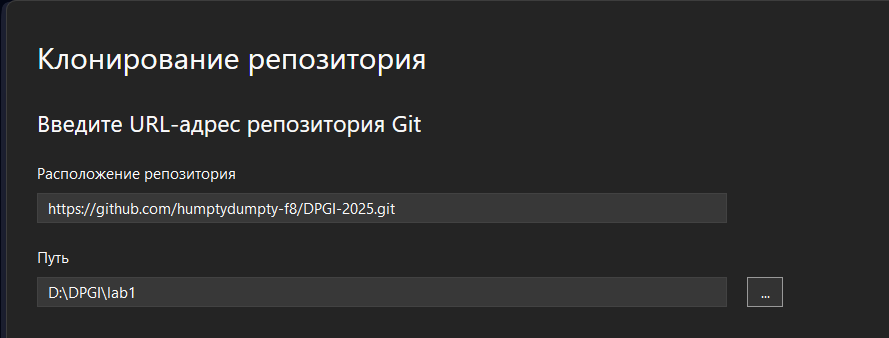 Клонирование репозитория
Введите URL-адрес репозитория Git
Расположение репозитория
https://github.com/humptydumpty-f8/DPGI-2025.git
Путь
D:\DPGI\lab1
...